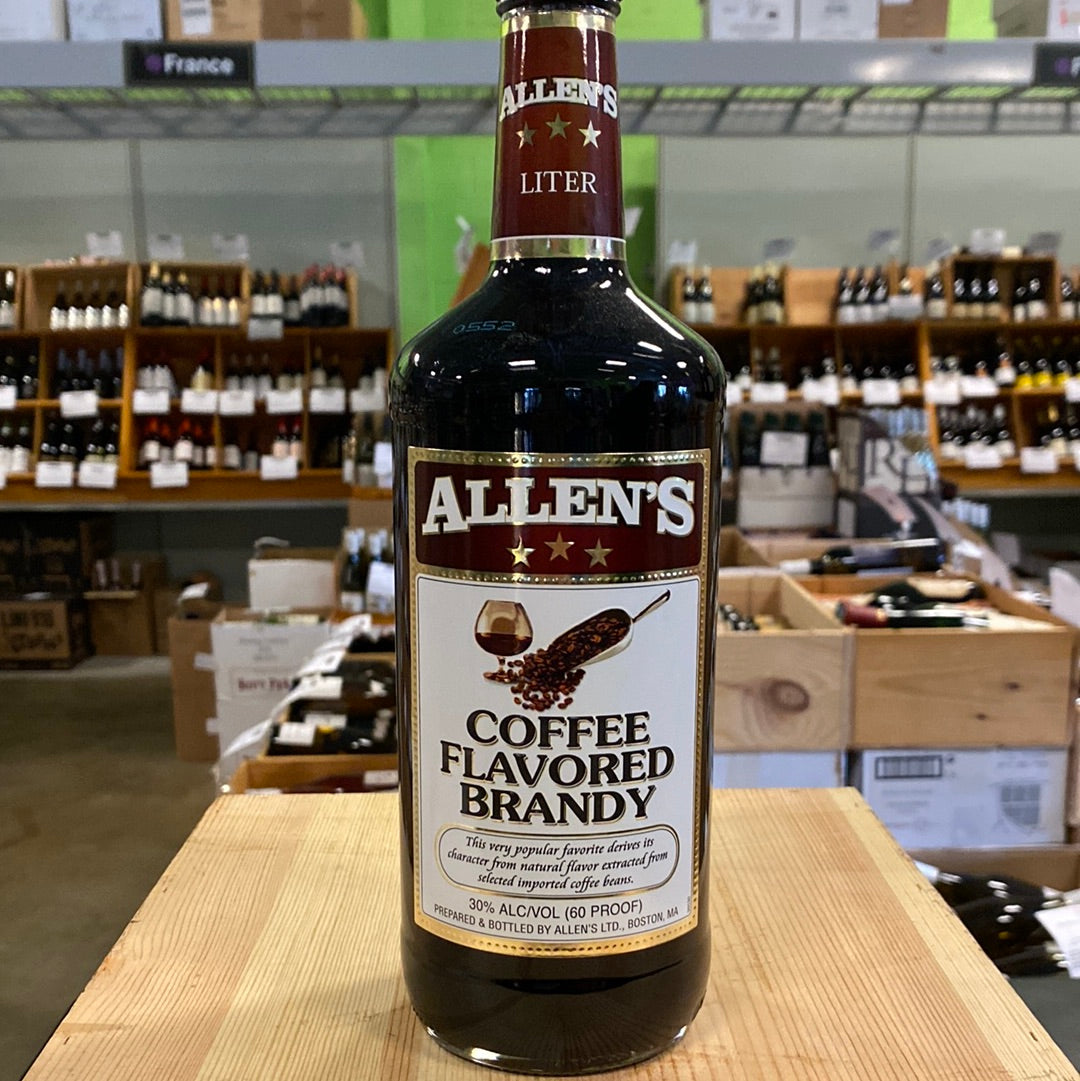 France
ALLEN'S
LITER
0552
ALLEN'S
COFFEE
FLAVORED
BRANDY
This very popular favorite derives its
character from natural flavor extracted from
selected imported coffee beans.
30% ALC/VOL (60 PROOF)
PREPARED & BOTTLED BY ALLEN'S LTD., BOSTON, MA